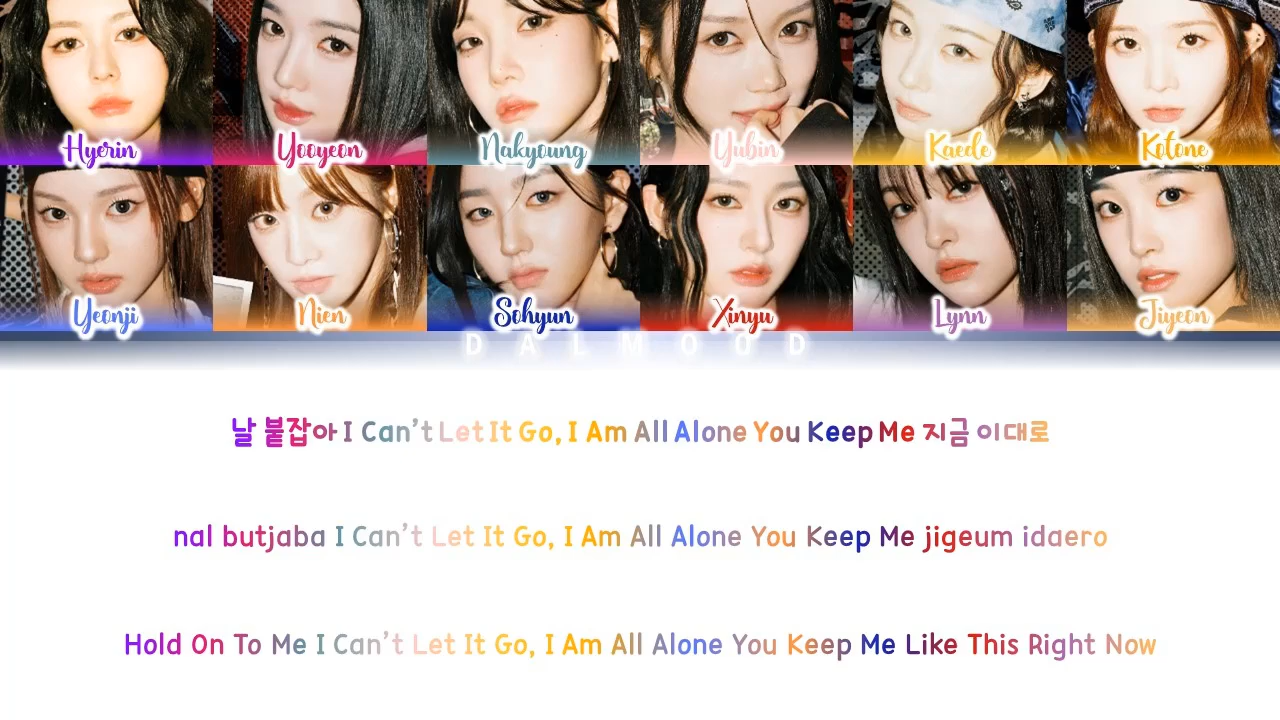 Hyerin Yooyeon Nakyoung Yubin Kaede Kotone
Yeonji Nien Sohyun Xinyu Lynn Jiyeon
DALMOOD
날 붙잡아 I Can't Let It Go, I Am All Alone You Keep Me 지금 이대로
nal butjaba I Can't Let It Go, I Am All Alone You Keep Me jigeum idaero
Hold On To Me I Can't Let It Go, I Am All Alone You Keep Me Like This Right Now